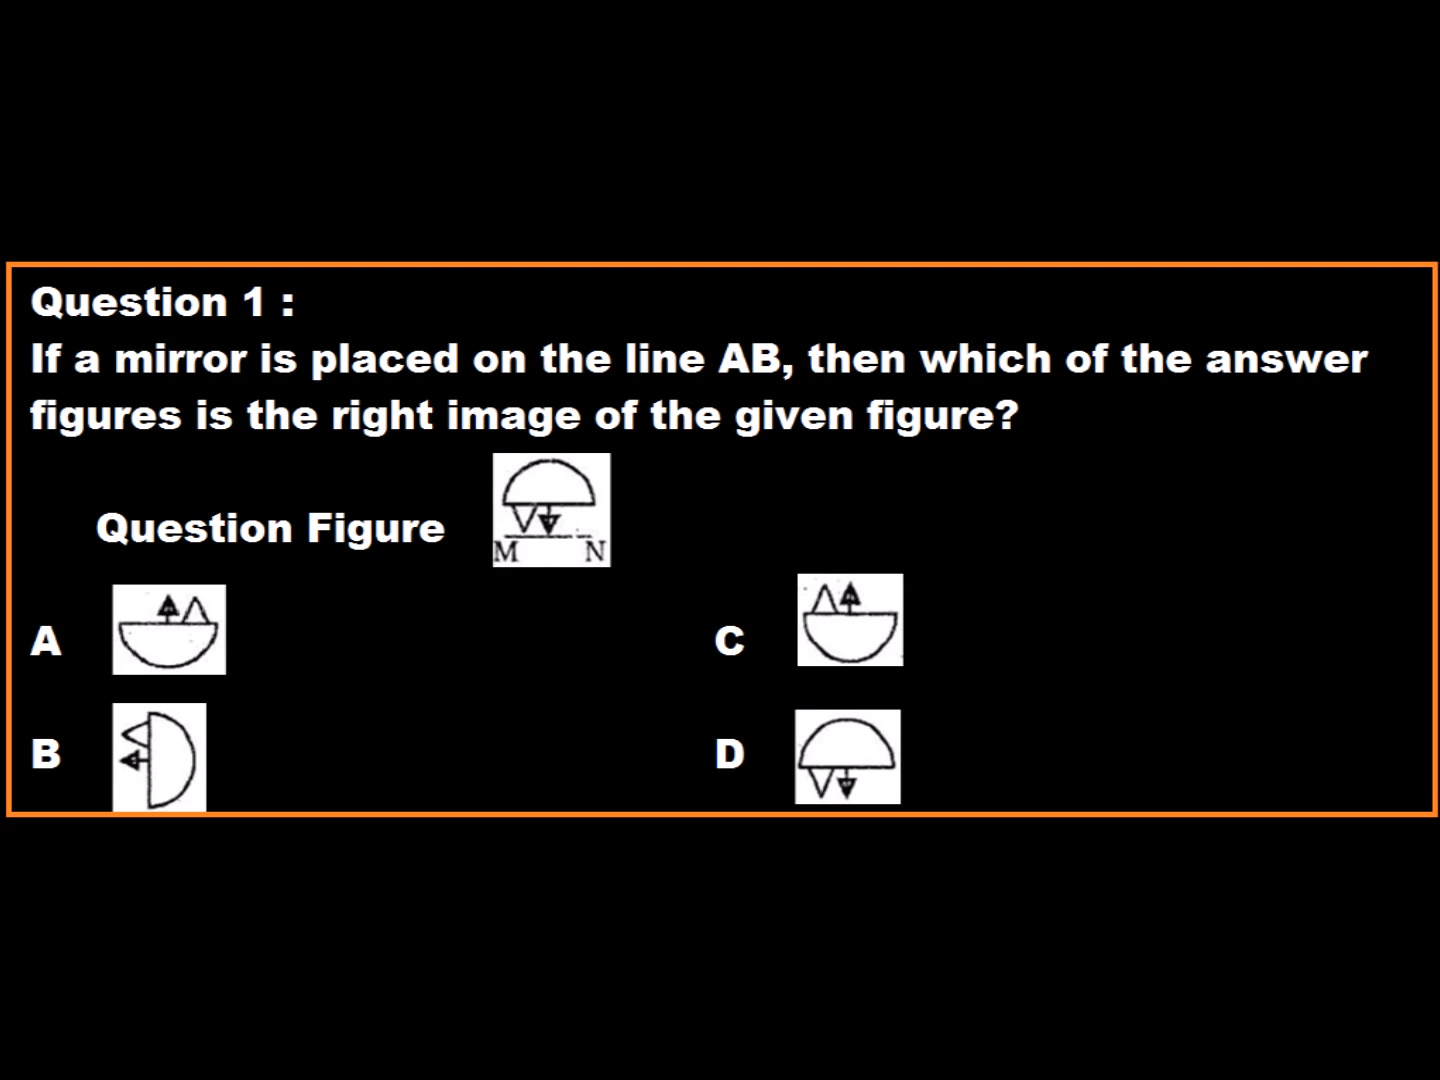 Question 1 :
If a mirror is placed on the line AB, then which of the answer
figures is the right image of the given figure?
Question Figure
M N
A
C
B
D